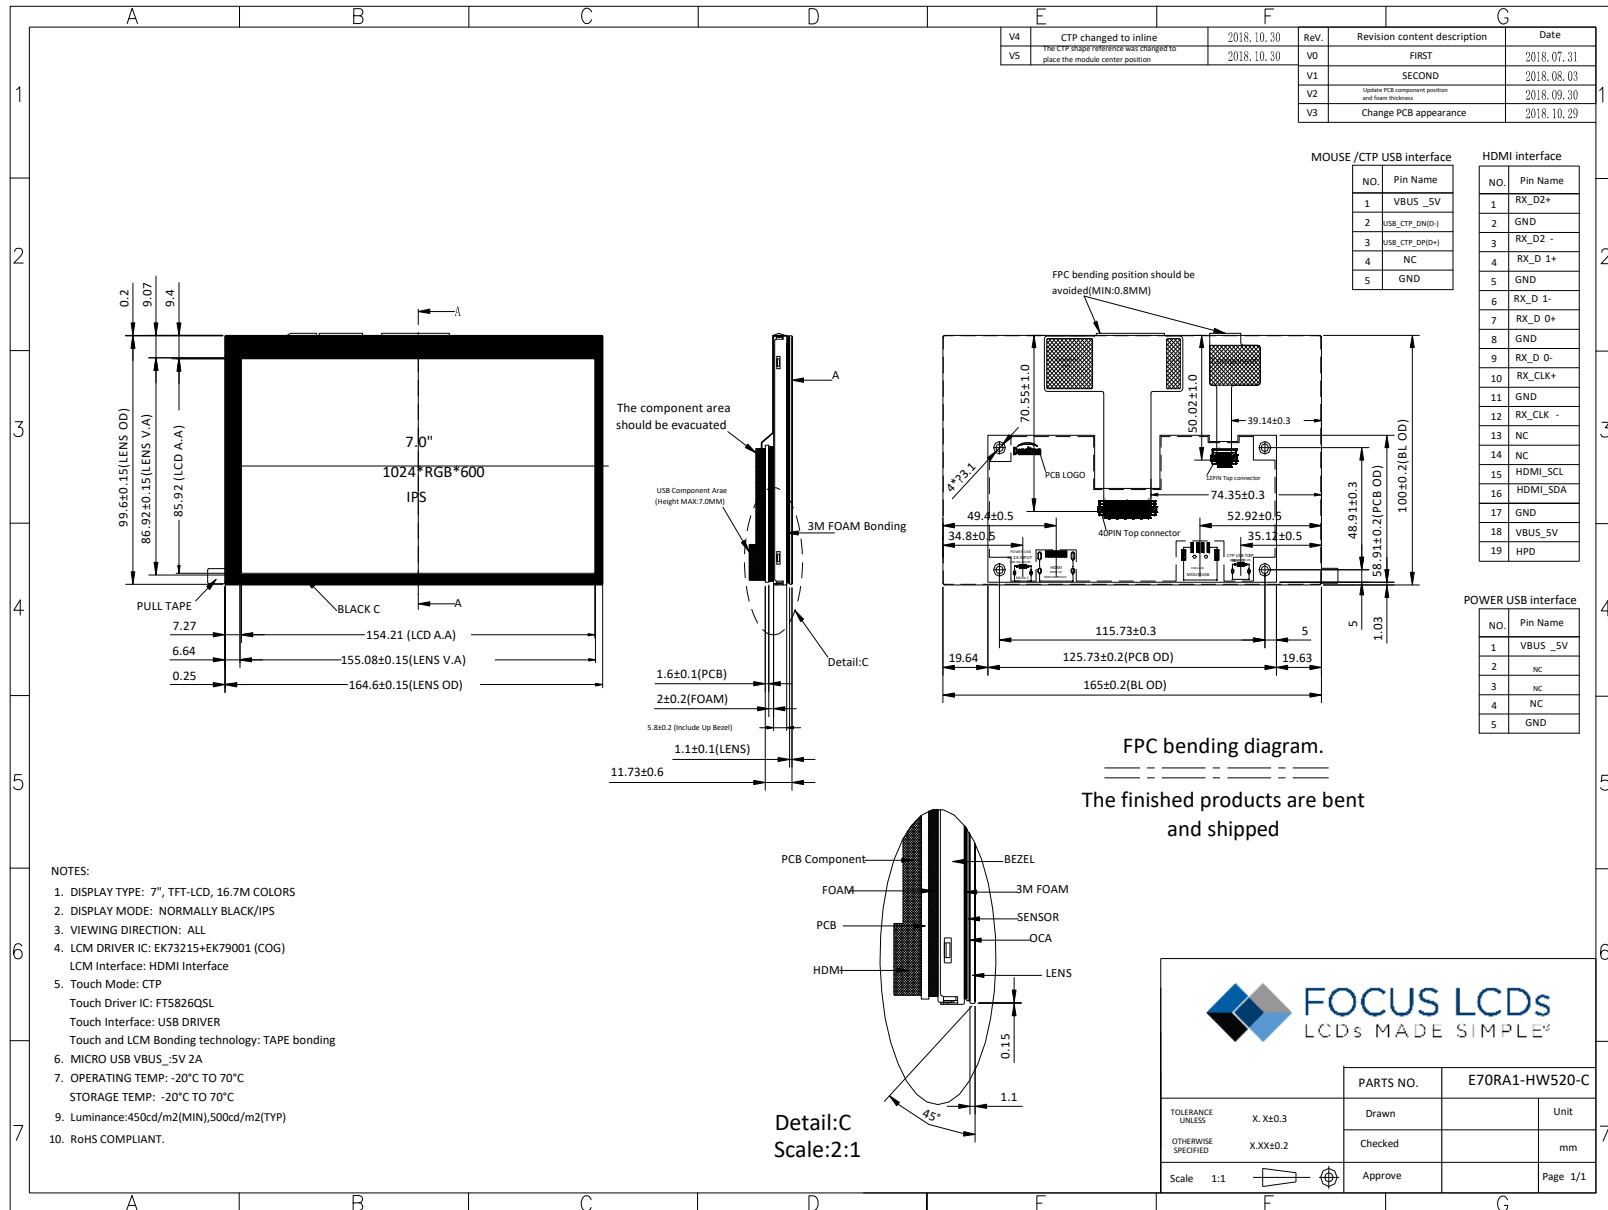 A B C D E F G
V4 CTP changed to inline 2018.10.30
V5 The CTP shape reference was changed to place the module center position 2018.10.30
ReV. Revision content description Date
V0 FIRST 2018.07.31
V1 SECOND 2018.08.03
V2 Update PCB component position and foam thickness 2018.09.30
V3 Change PCB appearance 2018.10.29
1 1
2 2
3 3
4 4
5 5
6 6
7 7
MOUSE /CTP USB interface
NO. Pin Name
1 VBUS _5V
2 USB_CTP_DN(D-)
3 USB_CTP_DP(D+)
4 NC
5 GND
HDMI interface
NO. Pin Name
1 RX_D2+
2 GND
3 RX_D2 -
4 RX_D 1+
5 GND
6 RX_D 1-
7 RX_D 0+
8 GND
9 RX_D 0-
10 RX_CLK+
11 GND
12 RX_CLK -
13 NC
14 NC
15 HDMI_SCL
16 HDMI_SDA
17 GND
18 VBUS_5V
19 HPD
POWER USB interface
NO. Pin Name
1 VBUS _5V
2 NC
3 NC
4 NC
5 GND
0.2
9.07
9.4
A
99.6±0.15(LENS OD)
86.92±0.15(LENS V.A)
85.92 (LCD A.A)
7.0"
1024*RGB*600
IPS
PULL TAPE
BLACK C
A
7.27
154.21 (LCD A.A)
6.64
155.08±0.15(LENS V.A)
0.25
164.6±0.15(LENS OD)
The component area
should be evacuated
A
USB Component Arae
(Height MAX:7.0MM)
3M FOAM Bonding
Detail:C
1.6±0.1(PCB)
2±0.2(FOAM)
5.8±0.2 (Include Up Bezel)
1.1±0.1(LENS)
11.73±0.6
FPC bending position should be
avoided(MIN:0.8MM)
70.55±1.0
50.02±1.0
39.14±0.3
4*?3.1
PCB LOGO
12PIN Top connector
74.35±0.3
40PIN Top connector
49.4±0.5
52.92±0.5
34.8±0.5
35.12±0.5
HDMI
48.91±0.3
58.91±0.2(PCB OD)
100±0.2(BL OD)
5
1.03
115.73±0.3
5
19.64
125.73±0.2(PCB OD)
19.63
165±0.2(BL OD)
FPC bending diagram.
The finished products are bent
and shipped
PCB Component
FOAM
PCB
HDMI
BEZEL
3M FOAM
SENSOR
OCA
LENS
0.15
1.1
45°
Detail:C
Scale:2:1
NOTES:
1. DISPLAY TYPE: 7", TFT-LCD, 16.7M COLORS
2. DISPLAY MODE: NORMALLY BLACK/IPS
3. VIEWING DIRECTION: ALL
4. LCM DRIVER IC: EK73215+EK79001 (COG)
LCM Interface: HDMI Interface
5. Touch Mode: CTP
Touch Driver IC: FT5826QSL
Touch Interface: USB DRIVER
Touch and LCM Bonding technology: TAPE bonding
6. MICRO USB VBUS_:5V 2A
7. OPERATING TEMP: -20°C TO 70°C
STORAGE TEMP: -20°C TO 70°C
9. Luminance:450cd/m2(MIN),500cd/m2(TYP)
10. RoHS COMPLIANT.
FOCUS LCDs
LCDs MADE SIMPLE
PARTS NO. E70RA1-HW520-C
TOLERANCE UNLESS X. X±0.3 Drawn Unit
OTHERWISE SPECIFIED X.XX±0.2 Checked mm
Scale 1:1 Approve Page 1/1
A B C D E F G